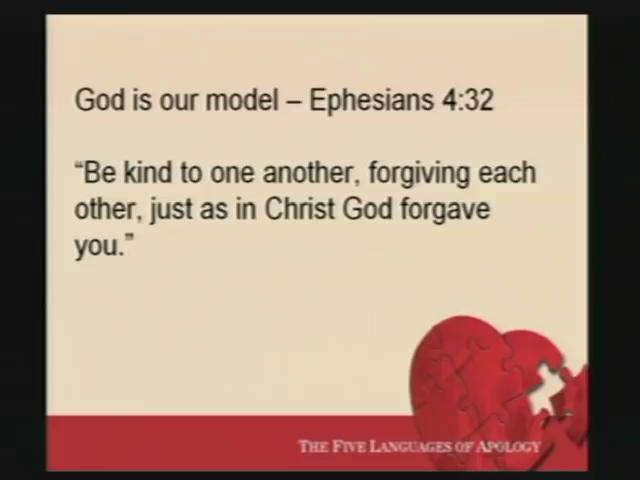 God is our model – Ephesians 4:32
“Be kind to one another, forgiving each
other, just as in Christ God forgave
you.”
THE FIVE LANGUAGES OF APOLOGY